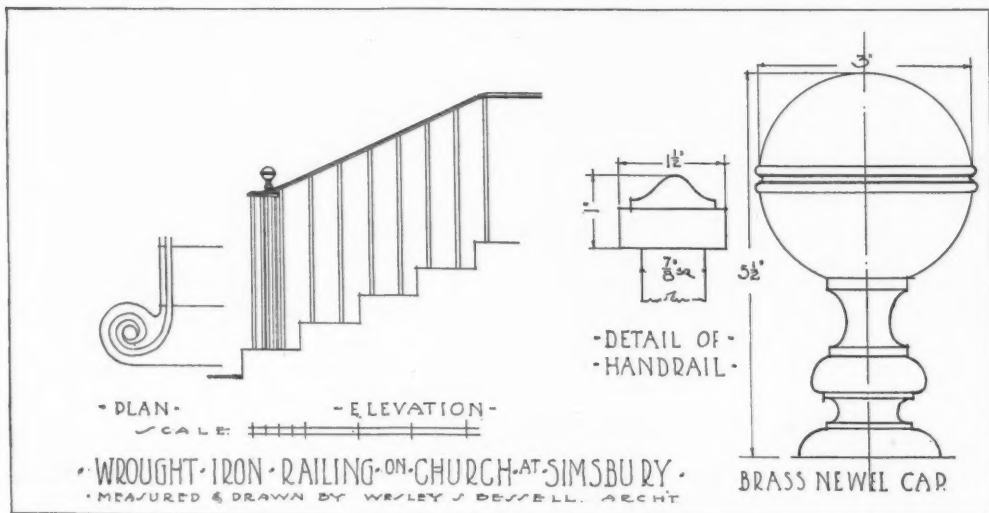 3"
1½"
1"
⅞" SQ
5½"
- DETAIL OF -
- HANDRAIL -
- PLAN -
- ELEVATION -
SCALE
· WROUGHT · IRON · RAILING · ON · CHURCH · AT · SIMSBURY ·
· MEASURED & DRAWN BY WESLEY S BESSELL. ARCHT
BRASS NEWEL CAP.